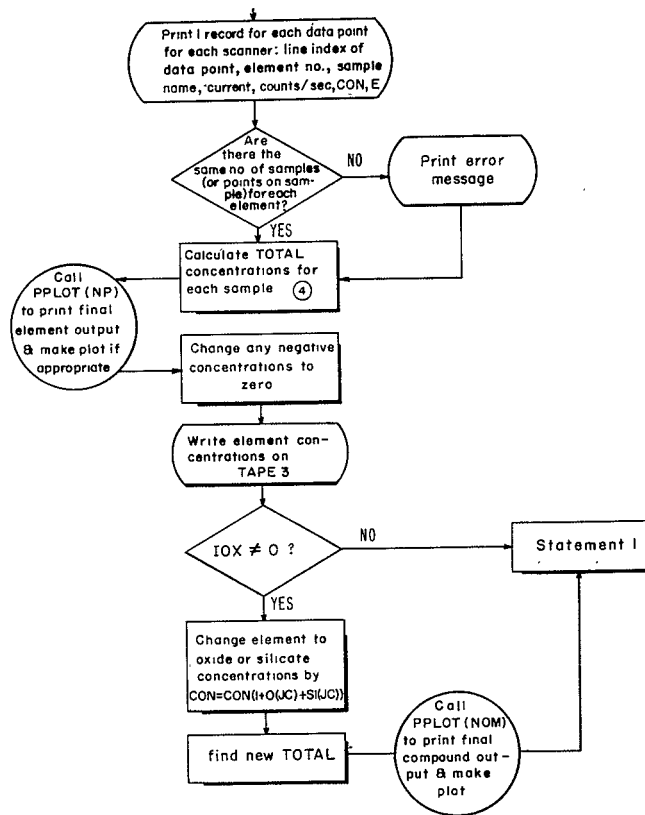 Print 1 record for each data point
for each scanner: line index of
data point, element no., sample
name, current, counts/sec, CON, E
Are
there the
same no of samples
(or points on sam-
ple) for each
element?
NO
Print error
message
YES
Calculate TOTAL
concentrations for
each sample 4
Call
PPLOT (NP)
to print final
element output
& make plot if
appropriate
Change any negative
concentrations to
zero
Write element con-
centrations on
TAPE 3
IOX ≠ O ?
NO
Statement 1
YES
Change element to
oxide or silicate
concentrations by
CON=CON(1+O(JC)+SI(JC))
find new TOTAL
Call
PPLOT (NOM)
to print final
compound out-
put & make
plot